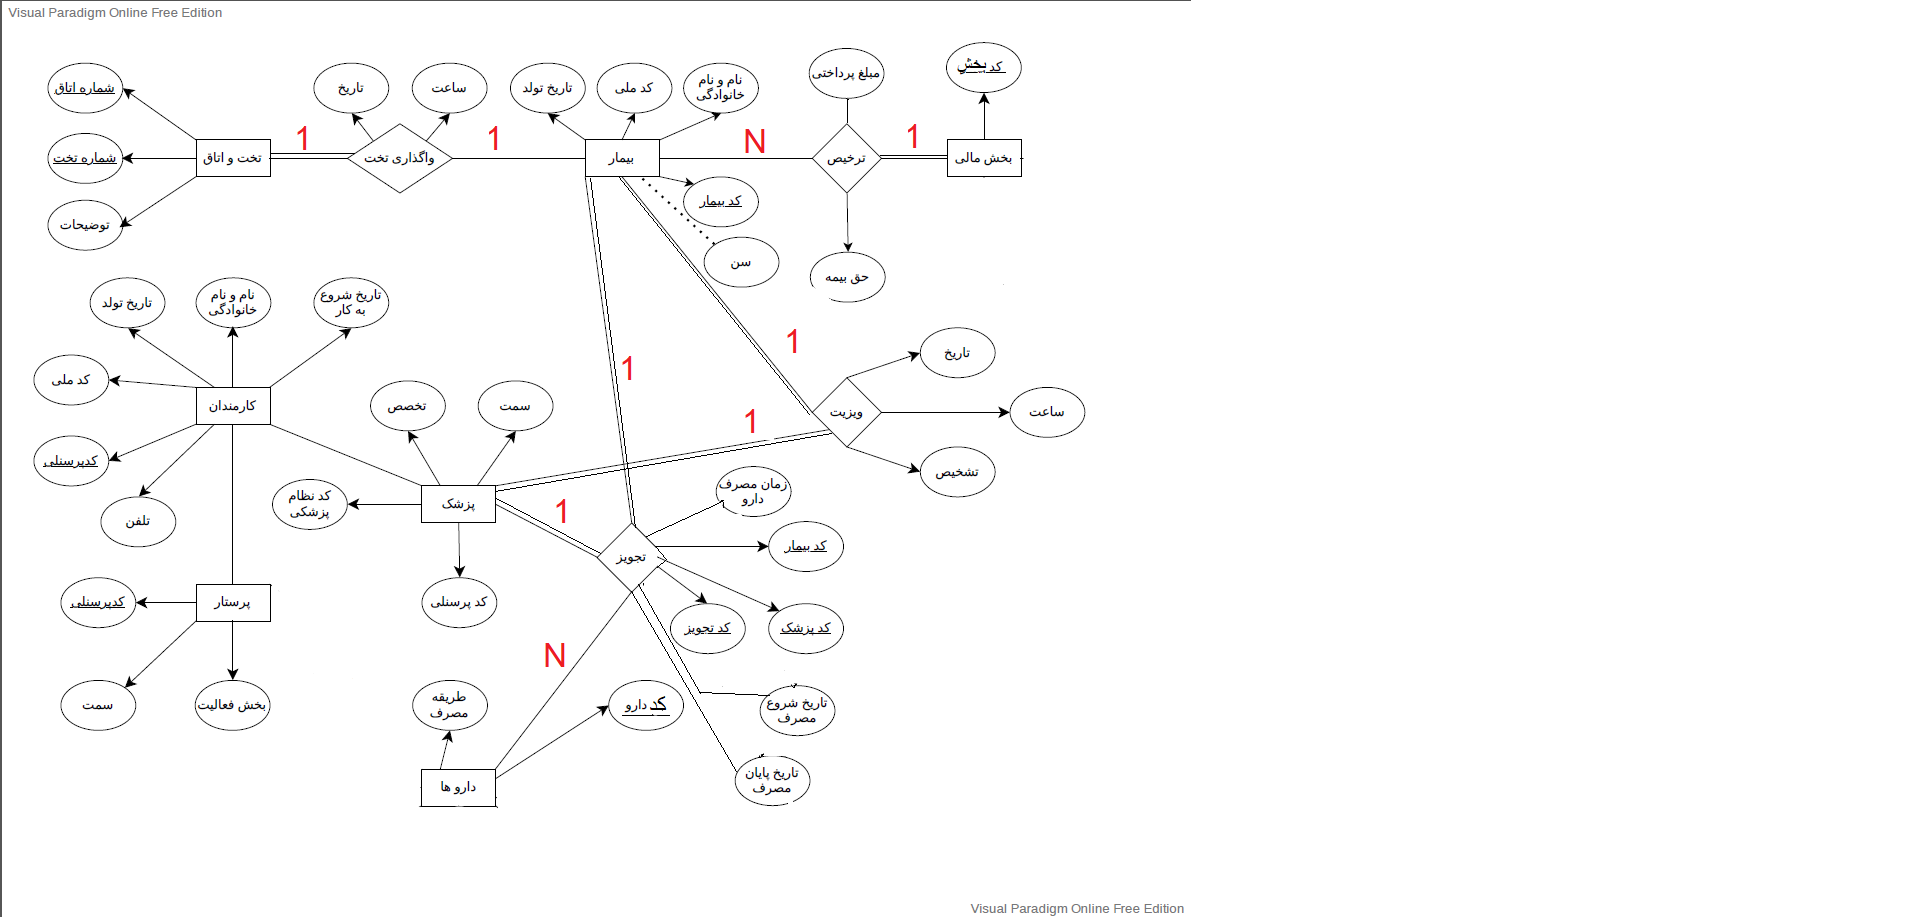 Visual Paradigm Online Free Edition
کد بخش
مبلغ پرداختی
نام و نام
خانوادگی
کد ملی
تاریخ تولد
ساعت
تاریخ
شماره اتاق
1
1
N
1
بخش مالی
ترخیص
بیمار
واگذاری تخت
تخت و اتاق
شماره تخت
کد بیمار
توضیحات
سن
حق بیمه
تاریخ شروع
به کار
نام و نام
خانوادگی
تاریخ تولد
1
تاریخ
1
کد ملی
کارمندان
تخصص
سمت
1
ویزیت
ساعت
کدپرسنلی
تشخیص
زمان مصرف
دارو
کد نظام
پزشکی
پزشک
1
تلفن
کد بیمار
تجویز
کدپرسنلی
پرستار
کد پرسنلی
کد تجویز
کد پزشک
N
سمت
بخش فعالیت
طریقه
مصرف
کد دارو
تاریخ شروع
مصرف
دارو ها
تاریخ پایان
مصرف
Visual Paradigm Online Free Edition